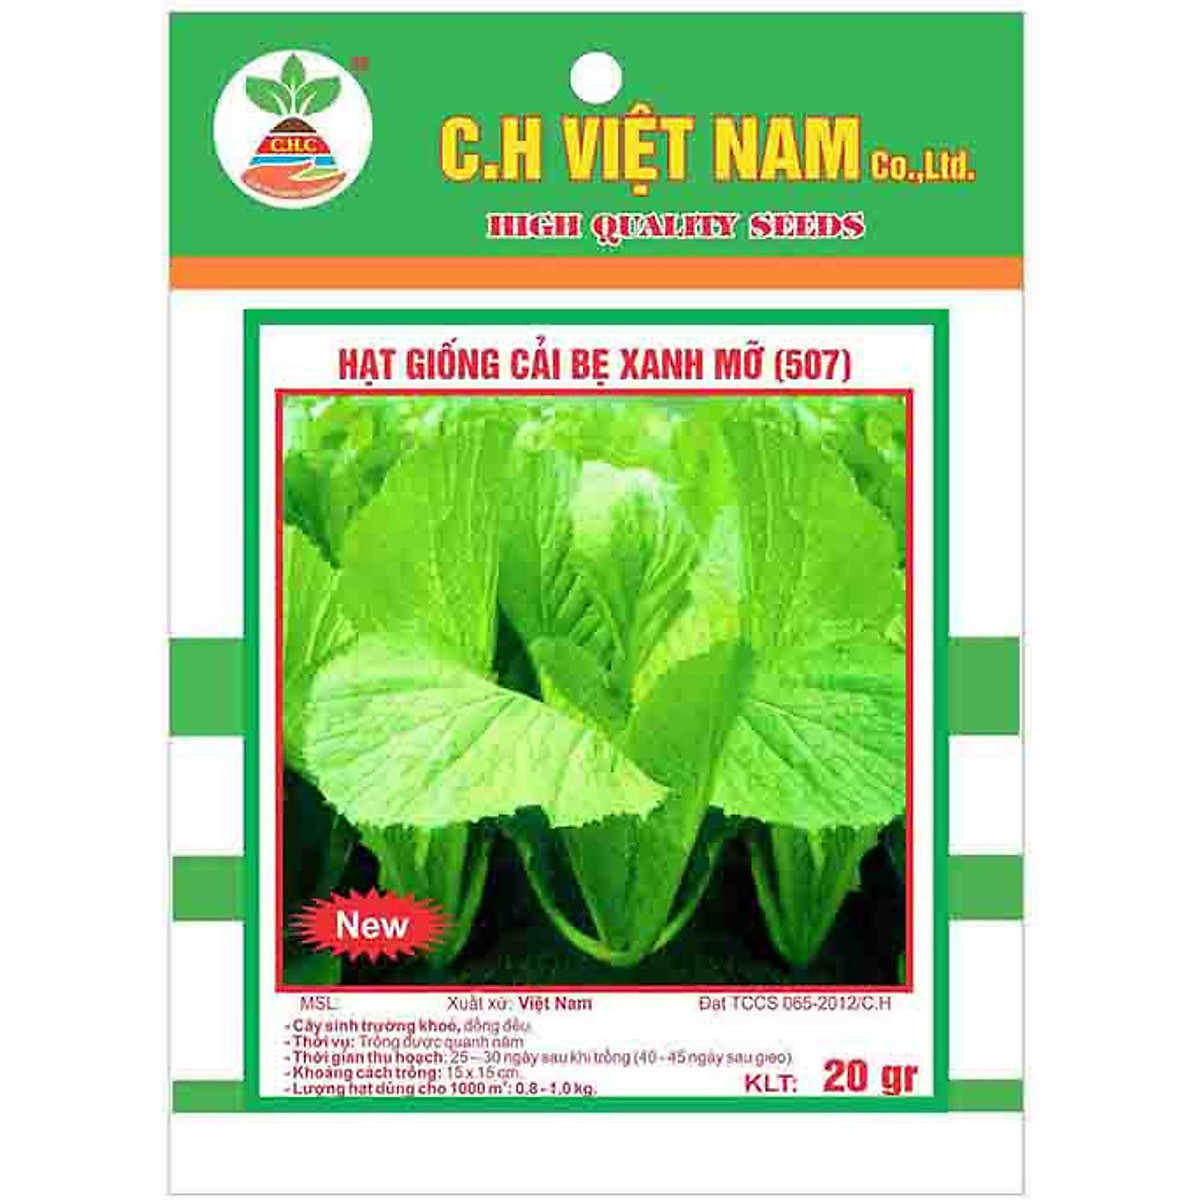 C.H.C
C.H VIỆT NAM Co.,Ltd.
HIGH QUALITY SEEDS
HẠT GIỐNG CẢI BẸ XANH MỠ (507)
New
MSL: Xuất xứ: Việt Nam Đạt TCCS 065-2012/C.H
- Cây sinh trưởng khoẻ, đồng đều.
- Thời vụ: Trồng được quanh năm
- Thời gian thu hoạch: 25 – 30 ngày sau khi trồng (40 - 45 ngày sau gieo)
- Khoảng cách trồng: 15 x 15 cm.
- Lượng hạt dùng cho 1000 m²: 0,8 - 1,0 kg.
KLT: 20 gr